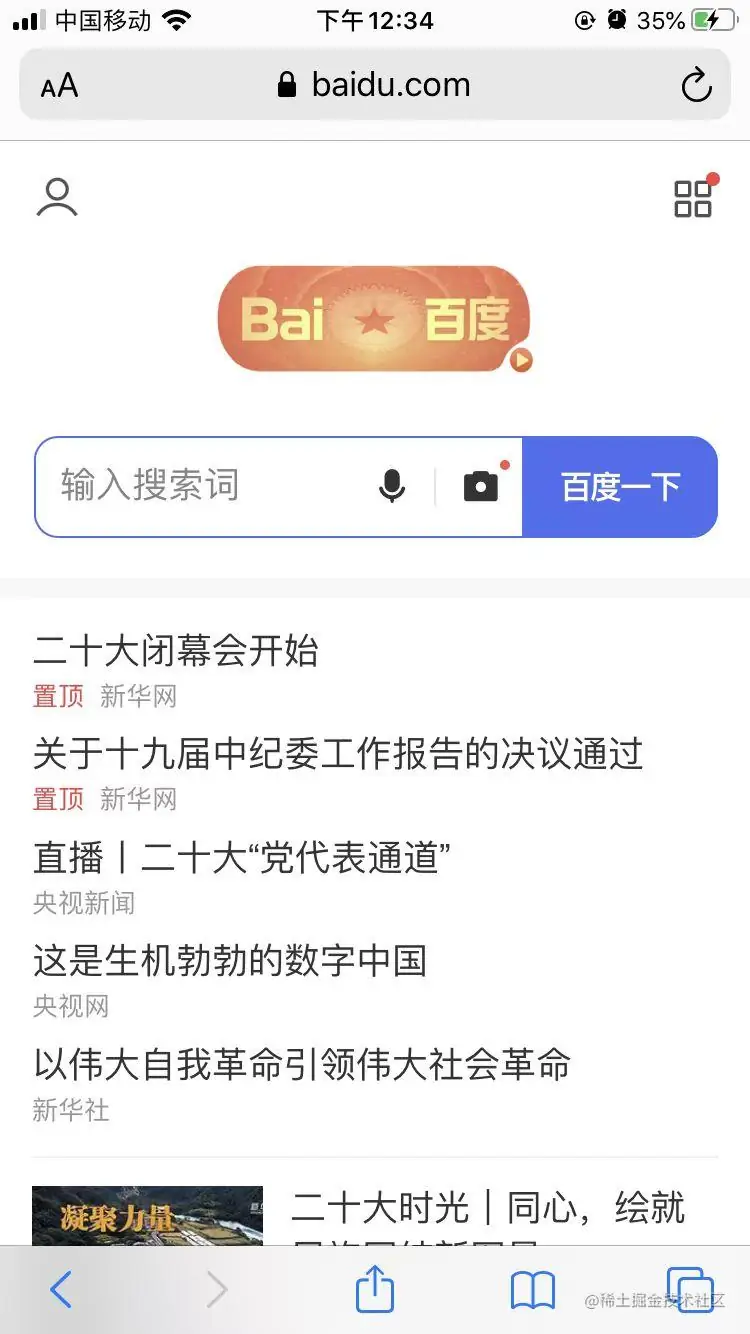 中国移动 下午12:34 35%
AA baidu.com
Bai 百度
输入搜索词 百度一下
二十大闭幕会开始
置顶 新华网
关于十九届中纪委工作报告的决议通过
置顶 新华网
直播丨二十大“党代表通道”
央视新闻
这是生机勃勃的数字中国
央视网
以伟大自我革命引领伟大社会革命
新华社
凝聚力量
二十大时光｜同心，绘就
@稀土掘金技术社区